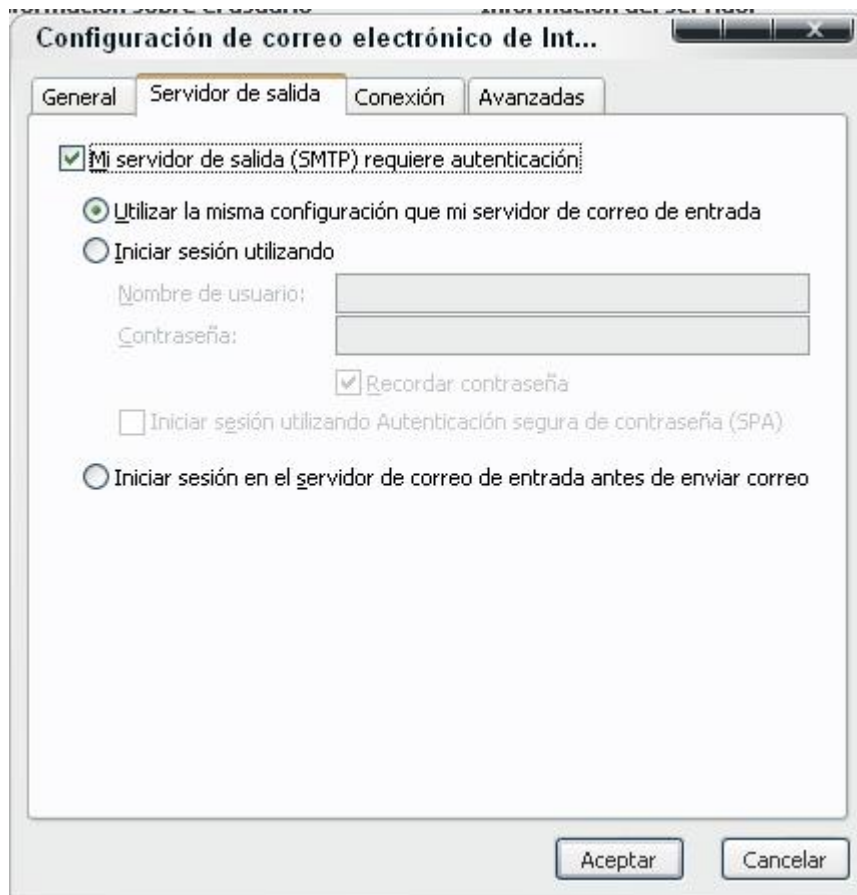 Configuración de correo electrónico de Int...
General Servidor de salida Conexión Avanzadas
Mi servidor de salida (SMTP) requiere autenticación
Utilizar la misma configuración que mi servidor de correo de entrada
Iniciar sesión utilizando
Nombre de usuario:
Contraseña:
Recordar contraseña
Iniciar sesión utilizando Autenticación segura de contraseña (SPA)
Iniciar sesión en el servidor de correo de entrada antes de enviar correo
Aceptar Cancelar